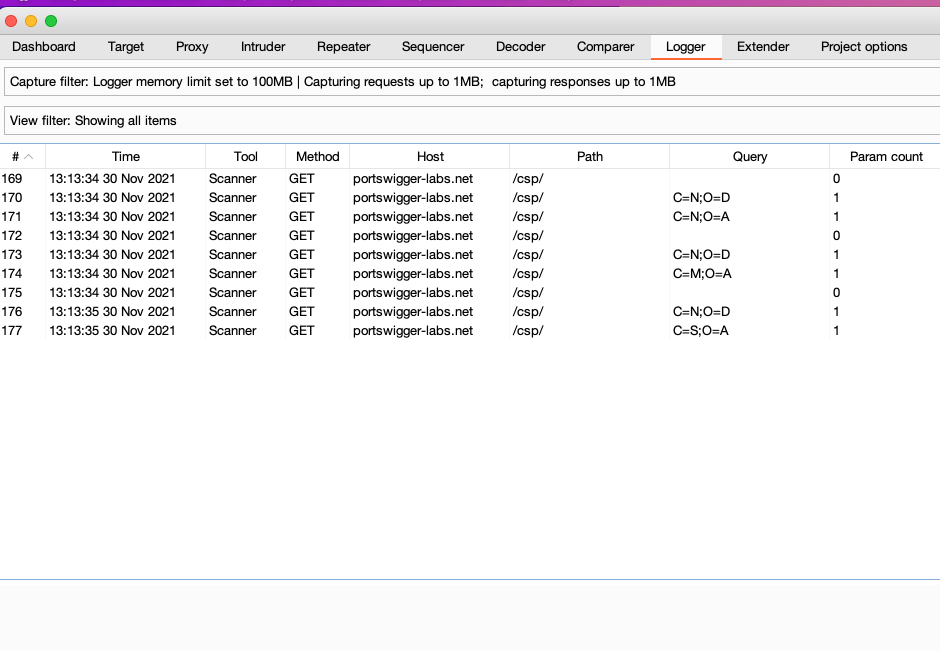 Dashboard Target Proxy Intruder Repeater Sequencer Decoder Comparer Logger Extender Project options
Capture filter: Logger memory limit set to 100MB | Capturing requests up to 1MB;  capturing responses up to 1MB
View filter: Showing all items
# Time Tool Method Host Path Query Param count
169 13:13:34 30 Nov 2021 Scanner GET portswigger-labs.net /csp/ 0
170 13:13:34 30 Nov 2021 Scanner GET portswigger-labs.net /csp/ C=N;O=D 1
171 13:13:34 30 Nov 2021 Scanner GET portswigger-labs.net /csp/ C=N;O=A 1
172 13:13:34 30 Nov 2021 Scanner GET portswigger-labs.net /csp/ 0
173 13:13:34 30 Nov 2021 Scanner GET portswigger-labs.net /csp/ C=N;O=D 1
174 13:13:34 30 Nov 2021 Scanner GET portswigger-labs.net /csp/ C=M;O=A 1
175 13:13:34 30 Nov 2021 Scanner GET portswigger-labs.net /csp/ 0
176 13:13:35 30 Nov 2021 Scanner GET portswigger-labs.net /csp/ C=N;O=D 1
177 13:13:35 30 Nov 2021 Scanner GET portswigger-labs.net /csp/ C=S;O=A 1